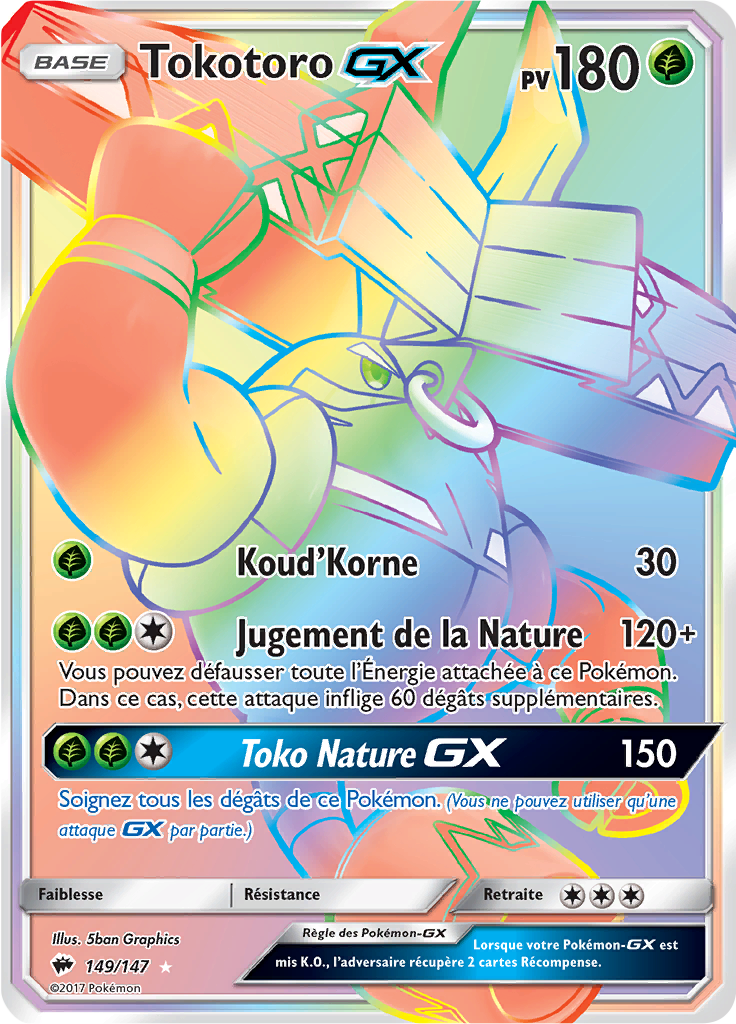 BASE Tokotoro GX PV 180
Koud'Korne 30
Jugement de la Nature 120+
Vous pouvez défausser toute l'Énergie attachée à ce Pokémon.
Dans ce cas, cette attaque inflige 60 dégâts supplémentaires.
Toko Nature GX 150
Soignez tous les dégâts de ce Pokémon. (Vous ne pouvez utiliser qu'une
attaque GX par partie.)
Faiblesse Résistance Retraite
Illus. 5ban Graphics
149/147
©2017 Pokémon
Règle des Pokémon-GX
Lorsque votre Pokémon-GX est
mis K.O., l'adversaire récupère 2 cartes Récompense.